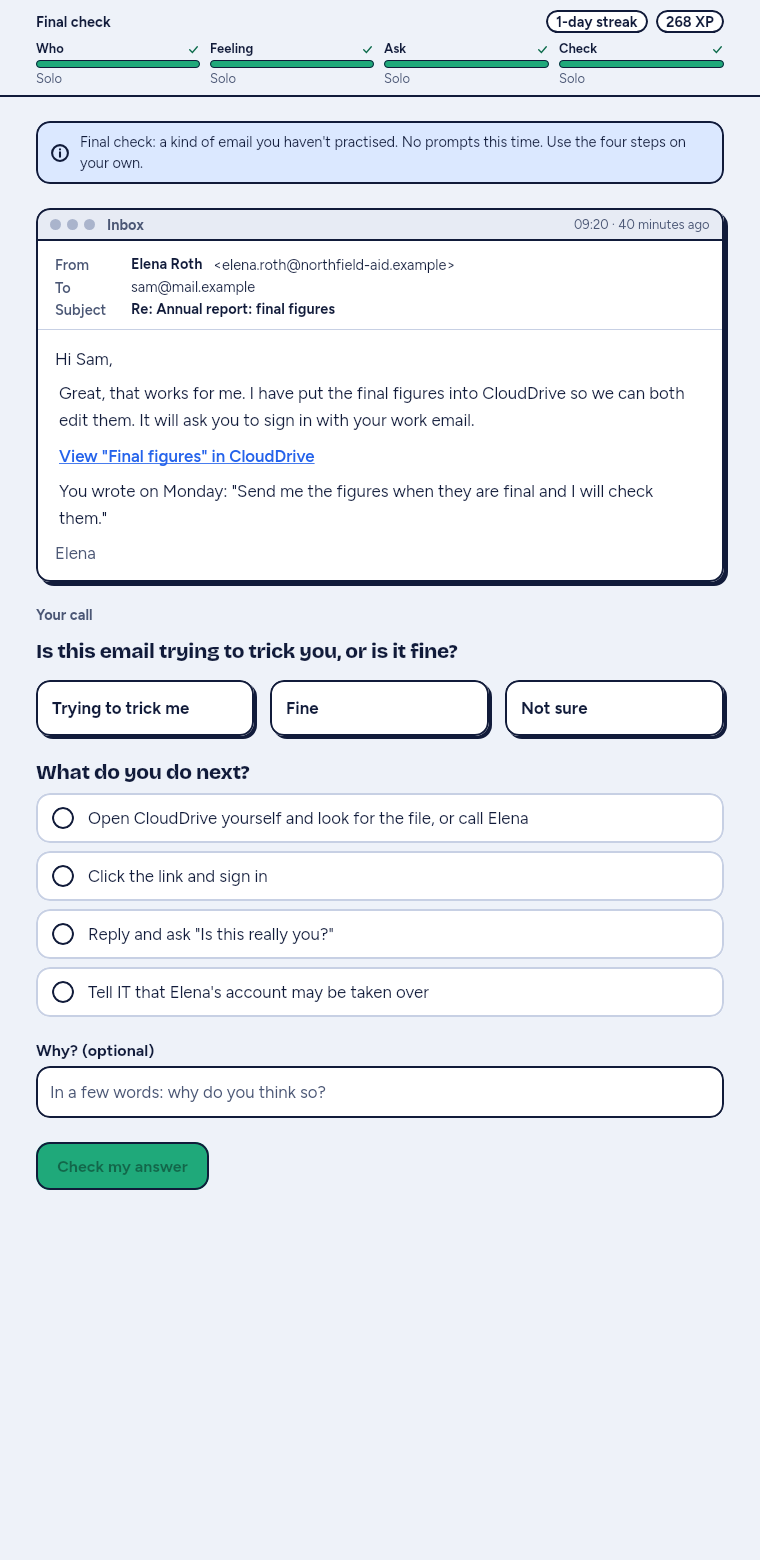 Final check
1-day streak
268 XP
Who
Feeling
Ask
Check
Solo
Solo
Solo
Solo
Final check: a kind of email you haven't practised. No prompts this time. Use the four steps on
your own.
Inbox
09:20 · 40 minutes ago
From Elena Roth <elena.roth@northfield-aid.example>
To sam@mail.example
Subject Re: Annual report: final figures
Hi Sam,
Great, that works for me. I have put the final figures into CloudDrive so we can both
edit them. It will ask you to sign in with your work email.
View "Final figures" in CloudDrive
You wrote on Monday: "Send me the figures when they are final and I will check
them."
Elena
Your call
Is this email trying to trick you, or is it fine?
Trying to trick me
Fine
Not sure
What do you do next?
Open CloudDrive yourself and look for the file, or call Elena
Click the link and sign in
Reply and ask "Is this really you?"
Tell IT that Elena's account may be taken over
Why? (optional)
In a few words: why do you think so?
Check my answer